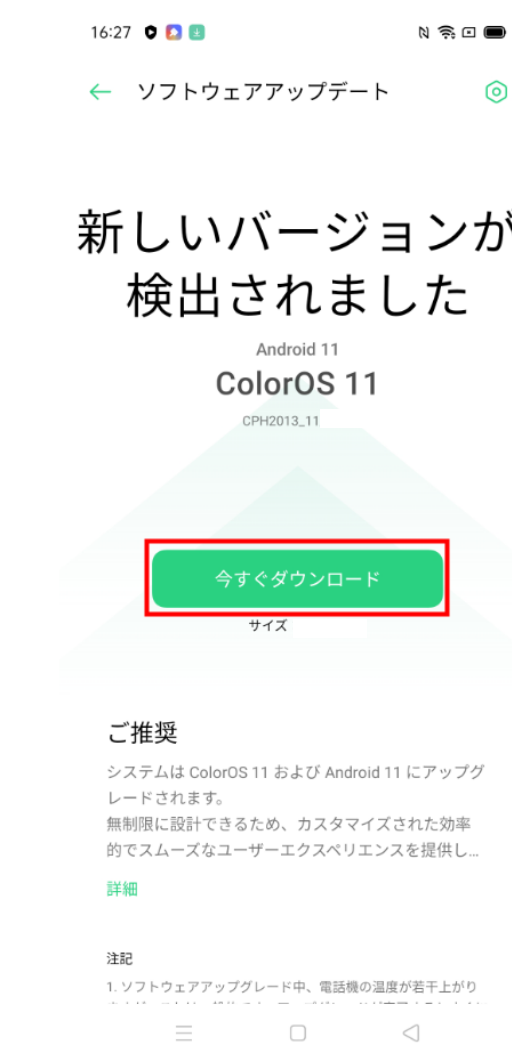 16:27
ソフトウェアアップデート
新しいバージョンが
検出されました
Android 11
ColorOS 11
CPH2013_11
今すぐダウンロード
サイズ
ご推奨
システムは ColorOS 11 および Android 11 にアップグ
レードされます。
無制限に設計できるため、カスタマイズされた効率
的でスムーズなユーザーエクスペリエンスを提供し...
詳細
注記
1. ソフトウェアアップグレード中、電話機の温度が若干上がり